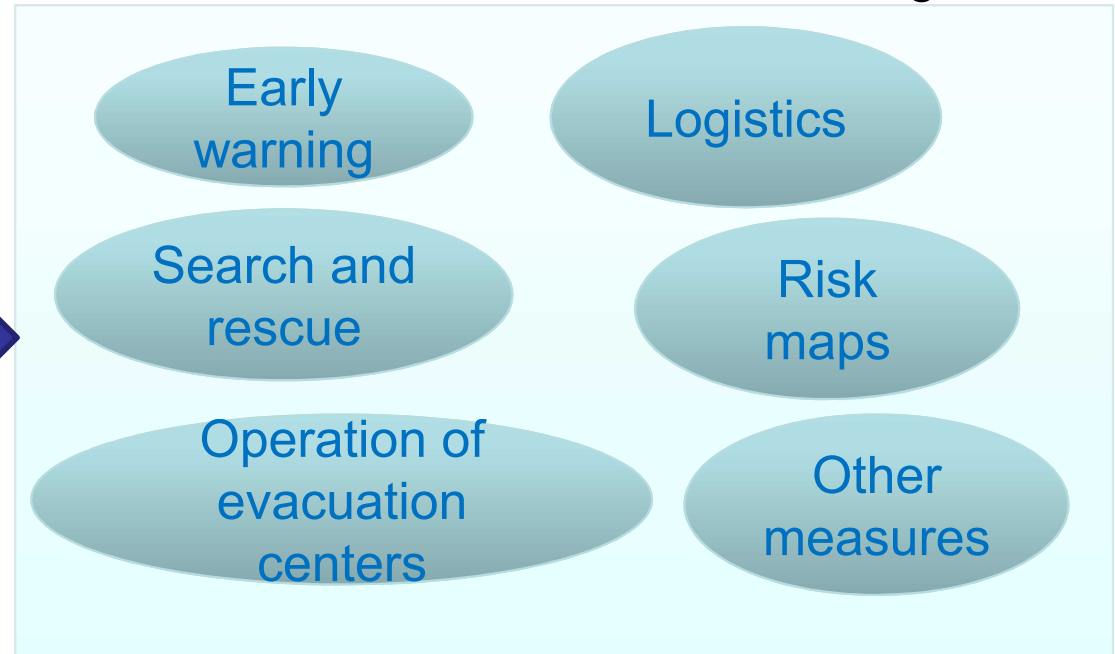 Early
warning
Logistics
Search and
rescue
Risk
maps
Operation of
evacuation
centers
Other
measures